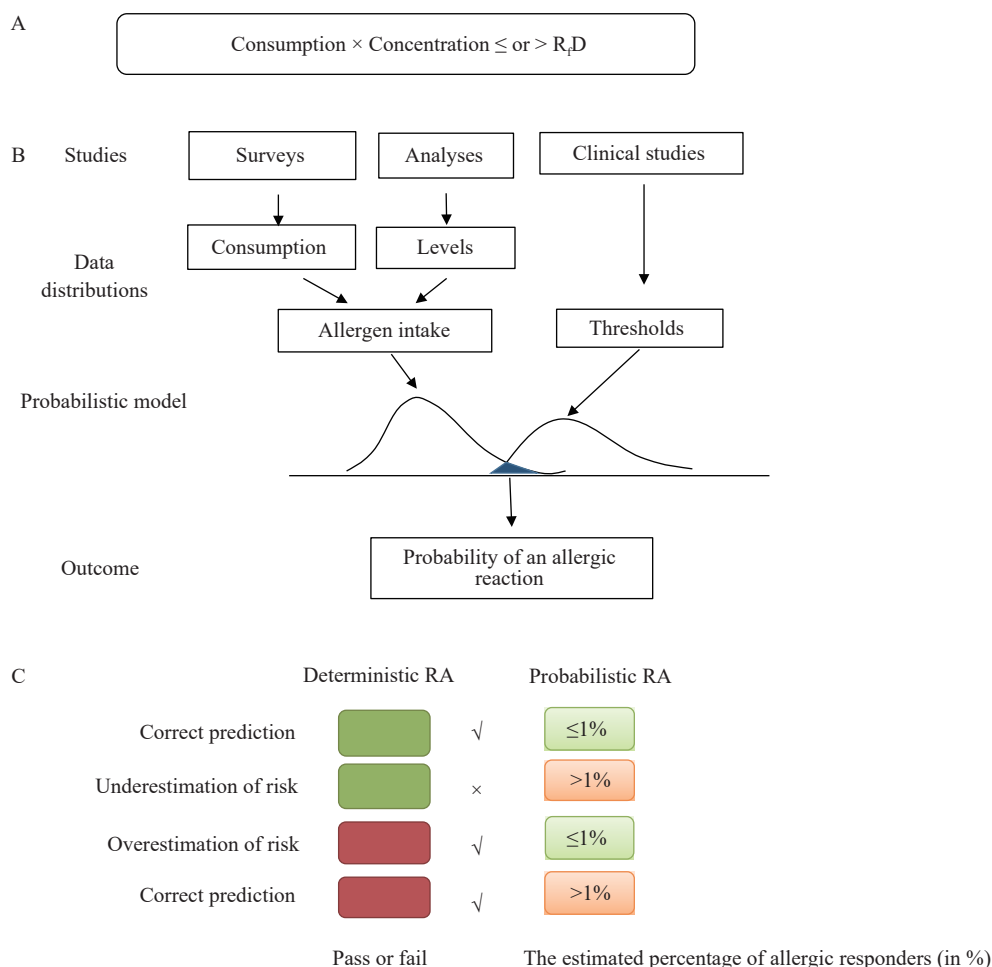 A
Consumption × Concentration ≤ or > RfD
B
Studies
Surveys
Analyses
Clinical studies
Data
distributions
Consumption
Levels
Allergen intake
Thresholds
Probabilistic model
Outcome
Probability of an allergic
reaction
C
Deterministic RA
Probabilistic RA
Correct prediction √ ≤1%
Underestimation of risk × >1%
Overestimation of risk √ ≤1%
Correct prediction √ >1%
Pass or fail
The estimated percentage of allergic responders (in %)